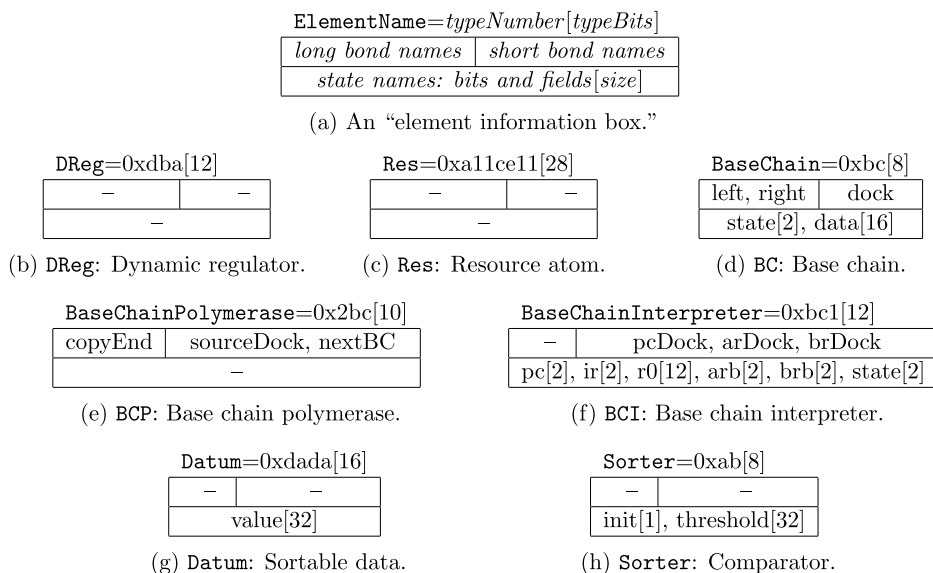 ElementName=typeNumber[typeBits]
long bond names short bond names
state names: bits and fields[size]
(a) An “element information box.”
DReg=0xdba[12] Res=0xa11ce11[28] BaseChain=0xbc[8]
– – – – left, right dock
– – state[2], data[16]
(b) DReg: Dynamic regulator. (c) Res: Resource atom. (d) BC: Base chain.
BaseChainPolymerase=0x2bc[10] BaseChainInterpreter=0xbc1[12]
copyEnd sourceDock, nextBC – pcDock, arDock, brDock
– pc[2], ir[2], r0[12], arb[2], brb[2], state[2]
(e) BCP: Base chain polymerase. (f) BCI: Base chain interpreter.
Datum=0xdada[16] Sorter=0xab[8]
– – – –
value[32] init[1], threshold[32]
(g) Datum: Sortable data. (h) Sorter: Comparator.